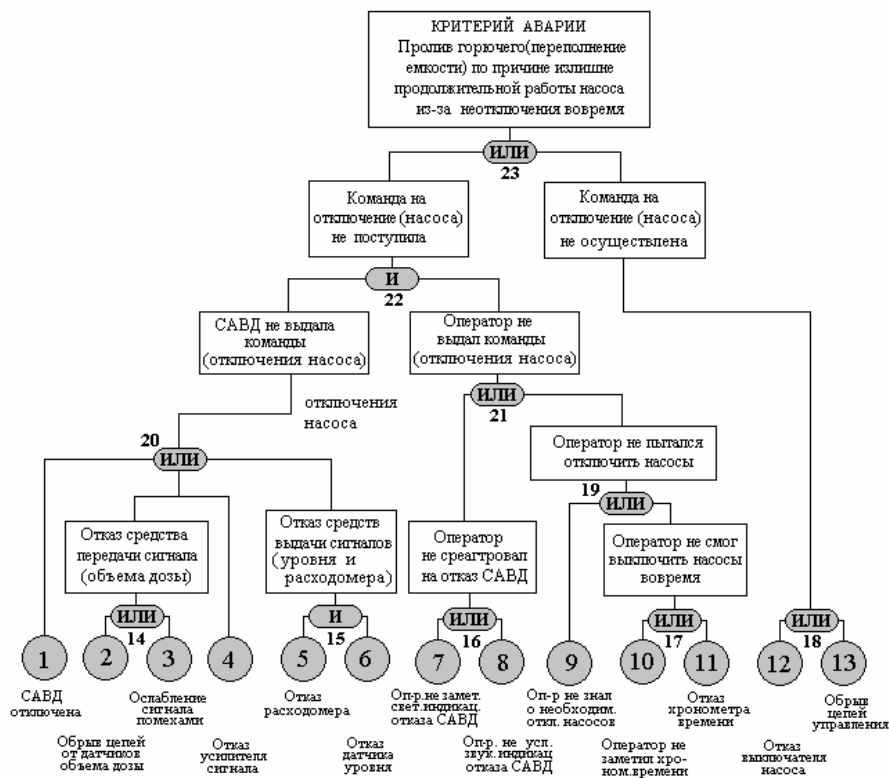 КРИТЕРИЙ АВАРИИ
Пролив горючего(переполнение
емкости) по причине излишне
продолжительной работы насоса
из-за неотключения вовремя
ИЛИ
23
Команда на
отключение (насоса)
не поступила
Команда на
отключение (насоса)
не осуществлена
И
22
САВД не выдала
команды
(отключения насоса)
Оператор не
выдал команды
(отключения насоса)
отключения
насоса
ИЛИ
21
20
ИЛИ
Оператор не пытался
отключить насосы
19
ИЛИ
Отказ средства
передачи сигнала
(объема дозы)
Отказ средств
выдачи сигналов
(уровня и
расходомера)
Оператор
не среагтровал
на отказ САВД
Оператор не смог
выключить насосы
вовремя
ИЛИ
14
И
15
ИЛИ
16
ИЛИ
17
ИЛИ
18
1
2
3
4
5
6
7
8
9
10
11
12
13
САВД
отключена
Обрыв цепей
от датчиков
объема дозы
Ослабление
сигнала
помехами
Отказ
усилителя
сигнала
Отказ
расходомера
Отказ
датчика
уровня
Оп-р.не замет.
свет.индикац.
отказа САВД
Оп-р. не усл.
звук.индикац
отказа САВД
Оп-р не знал
о необходим.
откл. насосов
Оператор не
заметил хро-
ном.времени
Отказ
хронометра
времени
Отказ
выключателя
насоса
Обрыв
цепей
управления